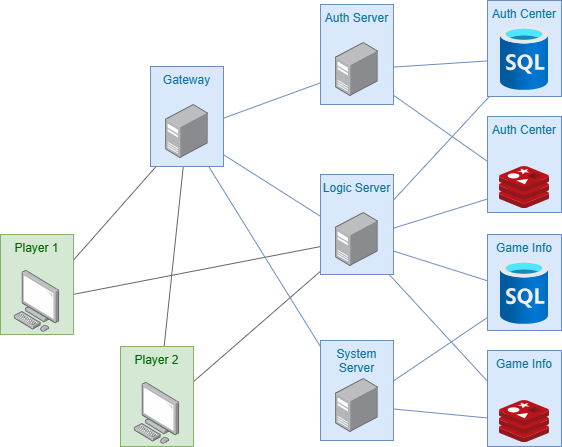 Auth Server
Auth Center
SQL
Gateway
Auth Center
Logic Server
Player 1
Game Info
SQL
Player 2
System
Server
Game Info